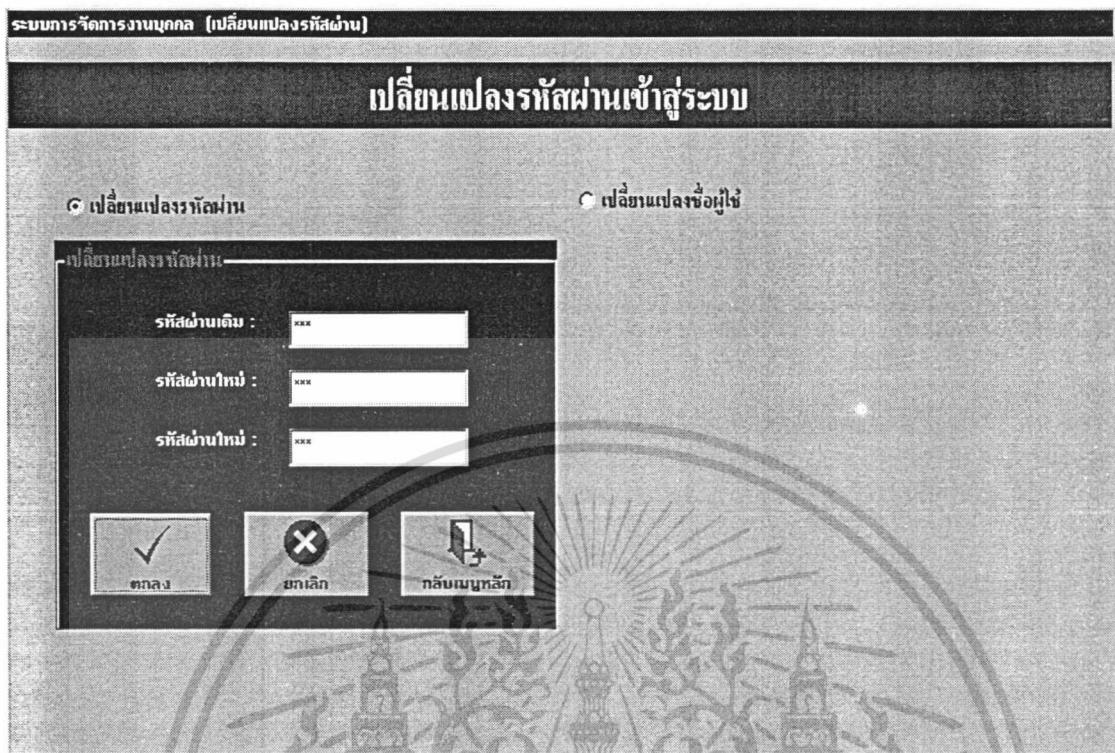 ระบบการจัดการงานบุคคล (เปลี่ยนแปลงรหัสผ่าน)
เปลี่ยนแปลงรหัสผ่านเข้าสู่ระบบ
เปลี่ยนแปลงรหัสผ่าน
เปลี่ยนแปลงชื่อผู้ใช้
เปลี่ยนแปลงรหัสผ่าน
รหัสผ่านเดิม : xxx
รหัสผ่านใหม่ : xxx
รหัสผ่านใหม่ : xxx
ตกลง ยกเลิก กลับเมนูหลัก